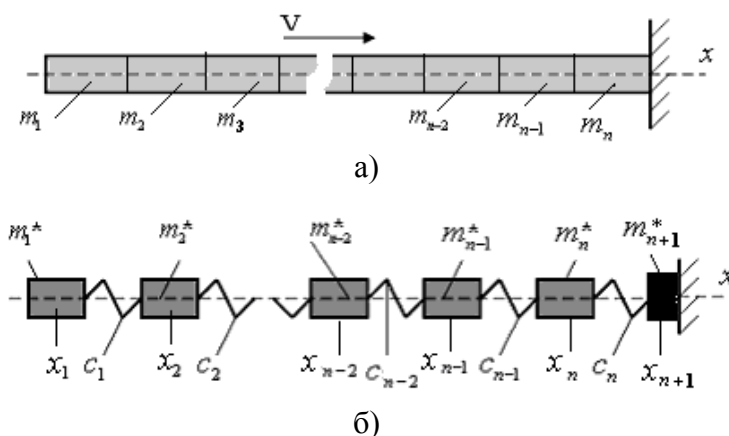 V
x
m₁ m₂ m₃ mₙ₋₂ mₙ₋₁ mₙ
а)
m₁* m₂* mₙ₋₂* mₙ₋₁* mₙ* mₙ₊₁*
x
x₁ c₁ x₂ c₂ xₙ₋₂ cₙ₋₂ xₙ₋₁ cₙ₋₁ xₙ cₙ xₙ₊₁
б)